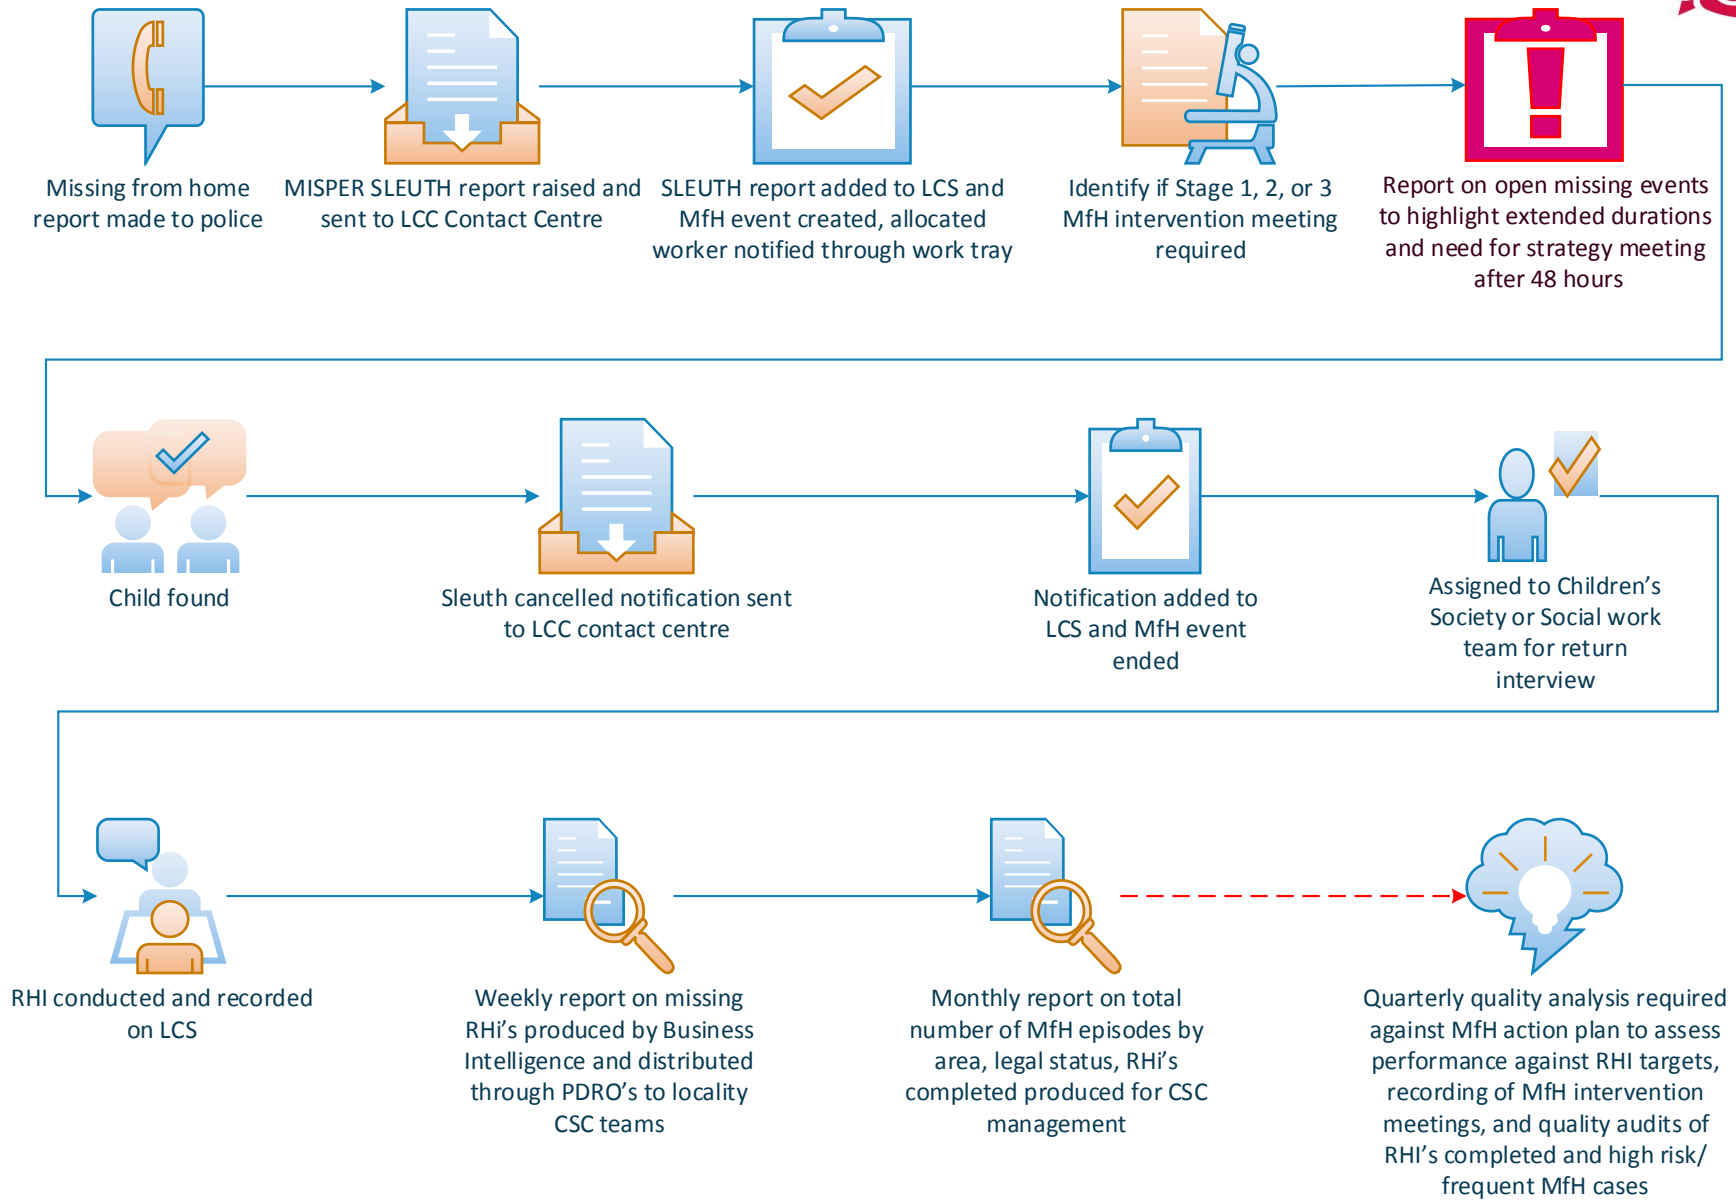 Missing from home
report made to police
MISPER SLEUTH report raised and
sent to LCC Contact Centre
SLEUTH report added to LCS and
MfH event created, allocated
worker notified through work tray
Identify if Stage 1, 2, or 3
MfH intervention meeting
required
Report on open missing events
to highlight extended durations
and need for strategy meeting
after 48 hours
Child found
Sleuth cancelled notification sent
to LCC contact centre
Notification added to
LCS and MfH event
ended
Assigned to Children’s
Society or Social work
team for return
interview
RHI conducted and recorded
on LCS
Weekly report on missing
RHi’s produced by Business
Intelligence and distributed
through PDRO’s to locality
CSC teams
Monthly report on total
number of MfH episodes by
area, legal status, RHi’s
completed produced for CSC
management
Quarterly quality analysis required
against MfH action plan to assess
performance against RHI targets,
recording of MfH intervention
meetings, and quality audits of
RHI’s completed and high risk/
frequent MfH cases